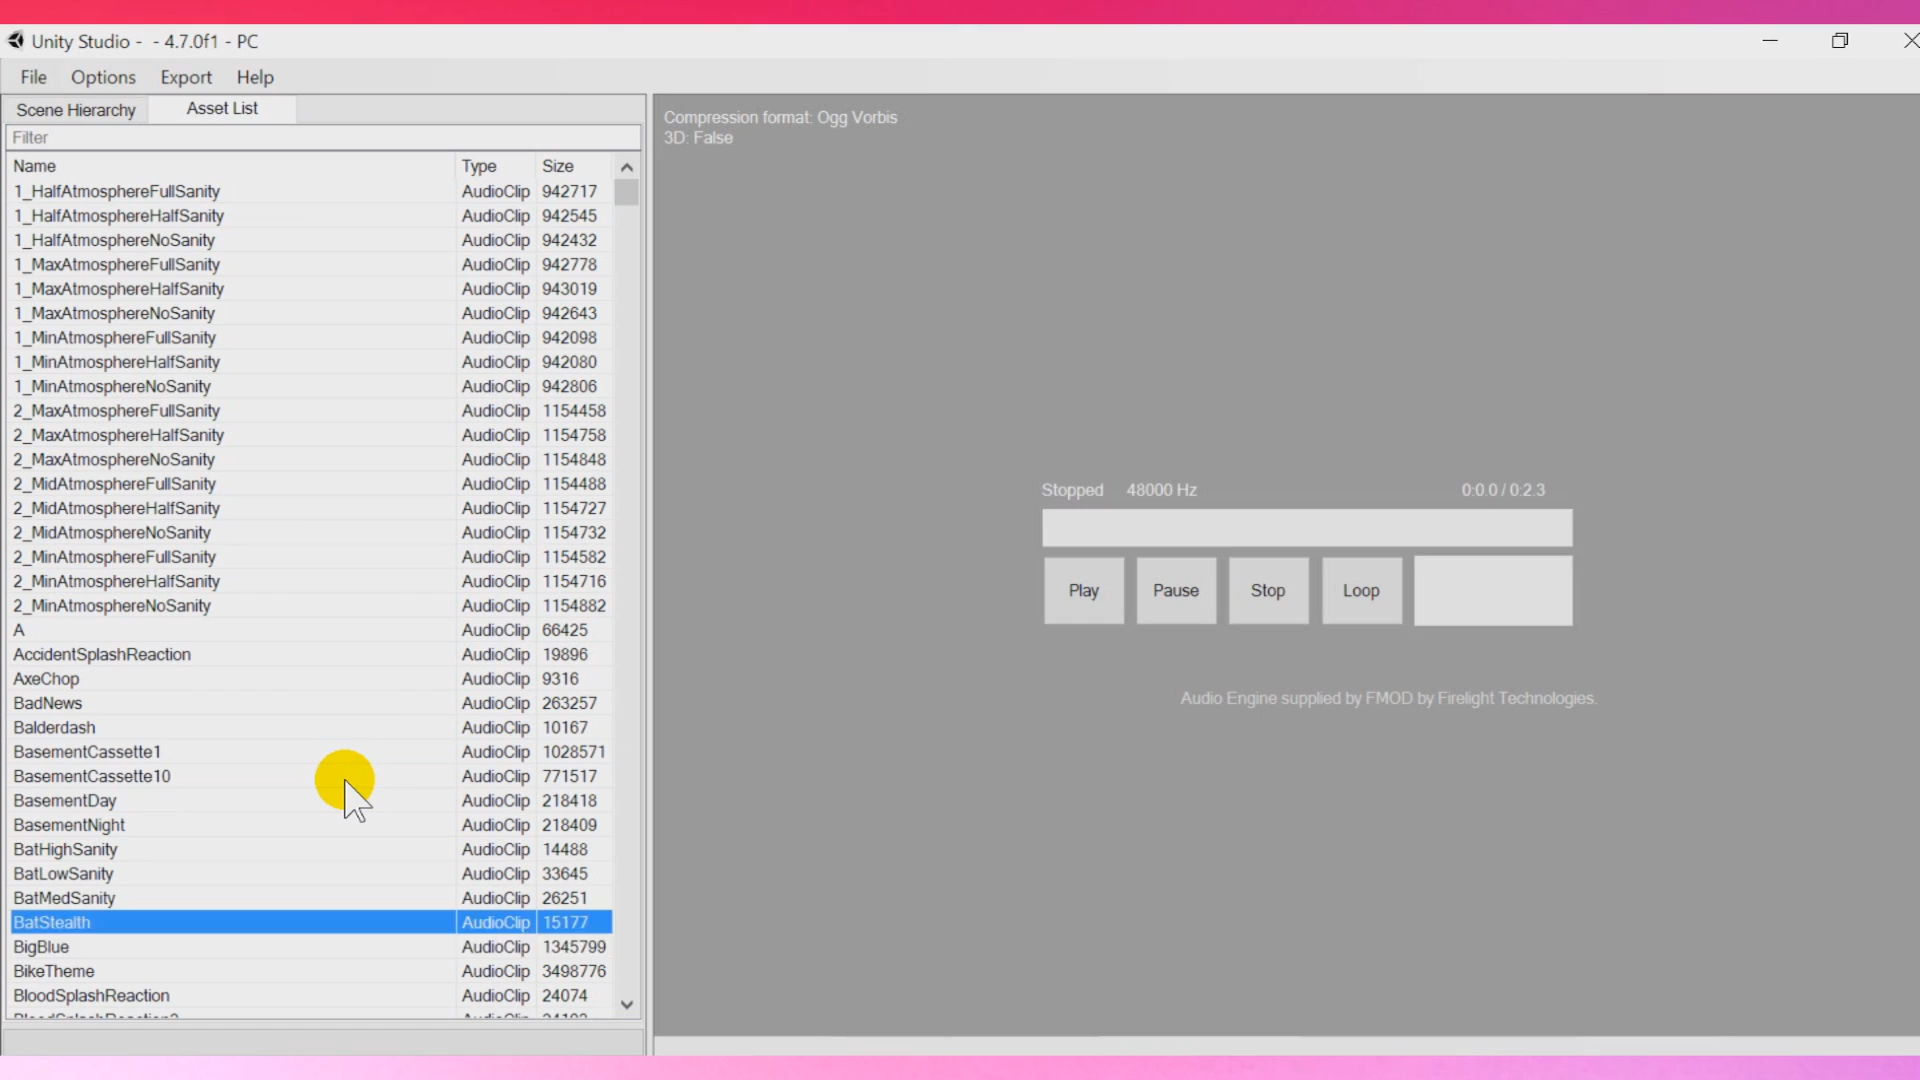 Unity Studio - - 4.7.0f1 - PC
File Options Export Help
Scene Hierarchy Asset List
Filter
Name Type Size
1_HalfAtmosphereFullSanity AudioClip 942717
1_HalfAtmosphereHalfSanity AudioClip 942545
1_HalfAtmosphereNoSanity AudioClip 942432
1_MaxAtmosphereFullSanity AudioClip 942778
1_MaxAtmosphereHalfSanity AudioClip 943019
1_MaxAtmosphereNoSanity AudioClip 942643
1_MinAtmosphereFullSanity AudioClip 942098
1_MinAtmosphereHalfSanity AudioClip 942080
1_MinAtmosphereNoSanity AudioClip 942806
2_MaxAtmosphereFullSanity AudioClip 1154458
2_MaxAtmosphereHalfSanity AudioClip 1154758
2_MaxAtmosphereNoSanity AudioClip 1154848
2_MidAtmosphereFullSanity AudioClip 1154488
2_MidAtmosphereHalfSanity AudioClip 1154727
2_MidAtmosphereNoSanity AudioClip 1154732
2_MinAtmosphereFullSanity AudioClip 1154582
2_MinAtmosphereHalfSanity AudioClip 1154716
2_MinAtmosphereNoSanity AudioClip 1154882
A AudioClip 66425
AccidentSplashReaction AudioClip 19896
AxeChop AudioClip 9316
BadNews AudioClip 263257
Balderdash AudioClip 10167
BasementCassette1 AudioClip 1028571
BasementCassette10 AudioClip 771517
BasementDay AudioClip 218418
BasementNight AudioClip 218409
BatHighSanity AudioClip 14488
BatLowSanity AudioClip 33645
BatMedSanity AudioClip 26251
BatStealth AudioClip 15177
BigBlue AudioClip 1345799
BikeTheme AudioClip 3498776
BloodSplashReaction AudioClip 24074
Compression format: Ogg Vorbis
3D: False
Stopped 48000 Hz 0:0.0 / 0:2.3
Play Pause Stop Loop
Audio Engine supplied by FMOD by Firelight Technologies.